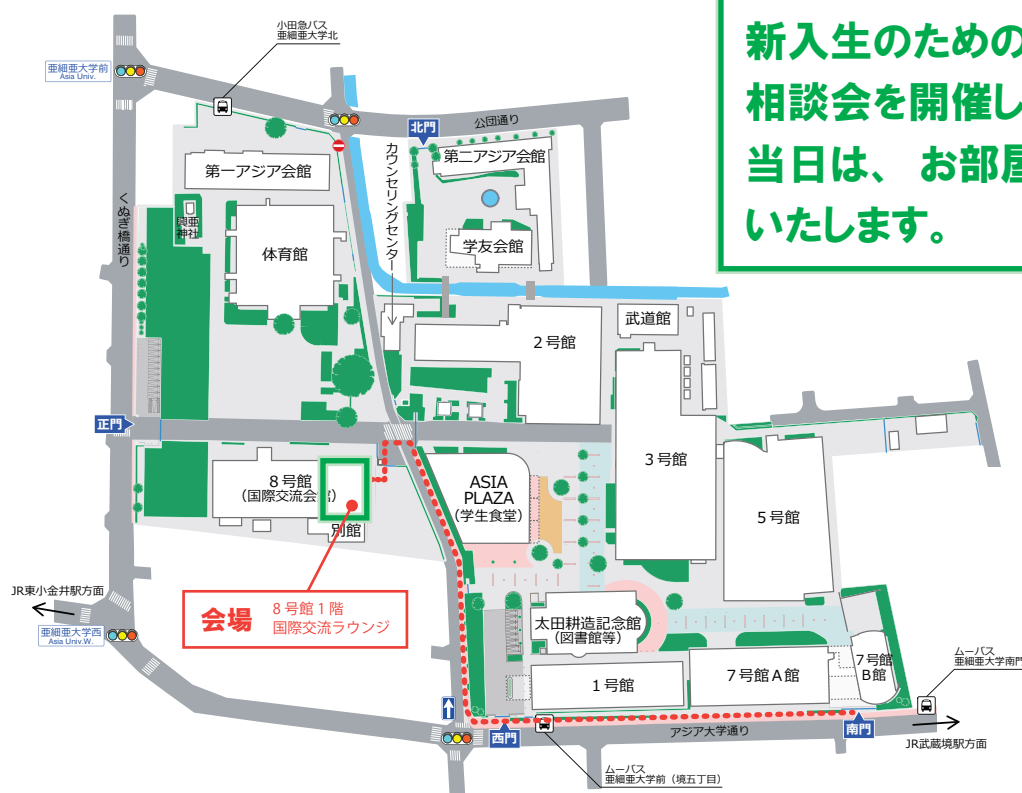 小田急バス
亜細亜大学北
亜細亜大学前
Asia Univ.
新入生のための
相談会を開催し
当日は、お部屋
いたします。
公団通り
北門
第一アジア会館
第二アジア会館
カウンセリングセンター
くぬぎ橋通り
興亜
神社
体育館
学友会館
武道館
2号館
正門
3号館
8号館
(国際交流会館)
別館
ASIA
PLAZA
(学生食堂)
5号館
JR東小金井駅方面
会場
8号館1階
国際交流ラウンジ
亜細亜大学西
Asia Univ.W.
太田耕造記念館
(図書館等)
1号館
7号館A館
7号館
B館
ムーバス
亜細亜大学南門
西門
南門
アジア大学通り
JR武蔵境駅方面
ムーバス
亜細亜大学前(境五丁目)